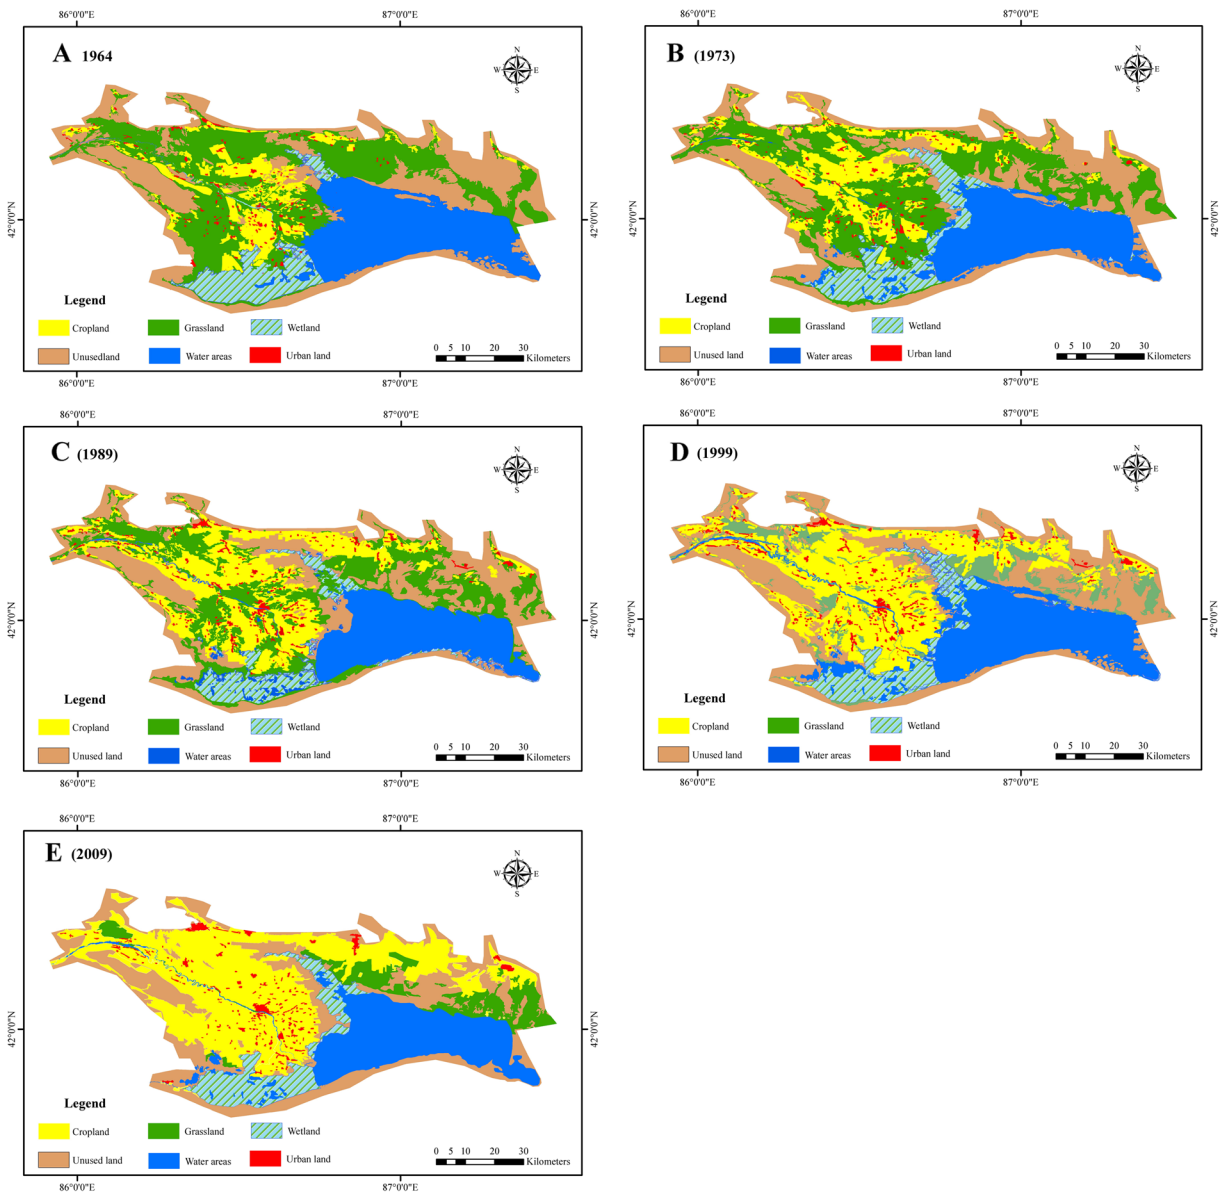 86°0'0"E 87°0'0"E
A 1964
N
W E
S
42°0'0"N 42°0'0"N
Legend
Cropland Grassland Wetland
Unusedland Water areas Urban land
0 5 10 20 30
Kilometers
86°0'0"E 87°0'0"E
86°0'0"E 87°0'0"E
B (1973)
N
W E
S
42°0'0"N 42°0'0"N
Legend
Cropland Grassland Wetland
Unused land Water areas Urban land
0 5 10 20 30
Kilometers
86°0'0"E 87°0'0"E
86°0'0"E 87°0'0"E
C (1989)
N
W E
S
42°0'0"N 42°0'0"N
Legend
Cropland Grassland Wetland
Unused land Water areas Urban land
0 5 10 20 30
Kilometers
86°0'0"E 87°0'0"E
86°0'0"E 87°0'0"E
D (1999)
N
W E
S
42°0'0"N 42°0'0"N
Legend
Cropland Grassland Wetland
Unused land Water areas Urban land
0 5 10 20 30
Kilometers
86°0'0"E 87°0'0"E
E (2009)
N
W E
S
42°0'0"N 42°0'0"N
Legend
Cropland Grassland Wetland
Unused land Water areas Urban land
0 5 10 20 30
Kilometers
86°0'0"E 87°0'0"E